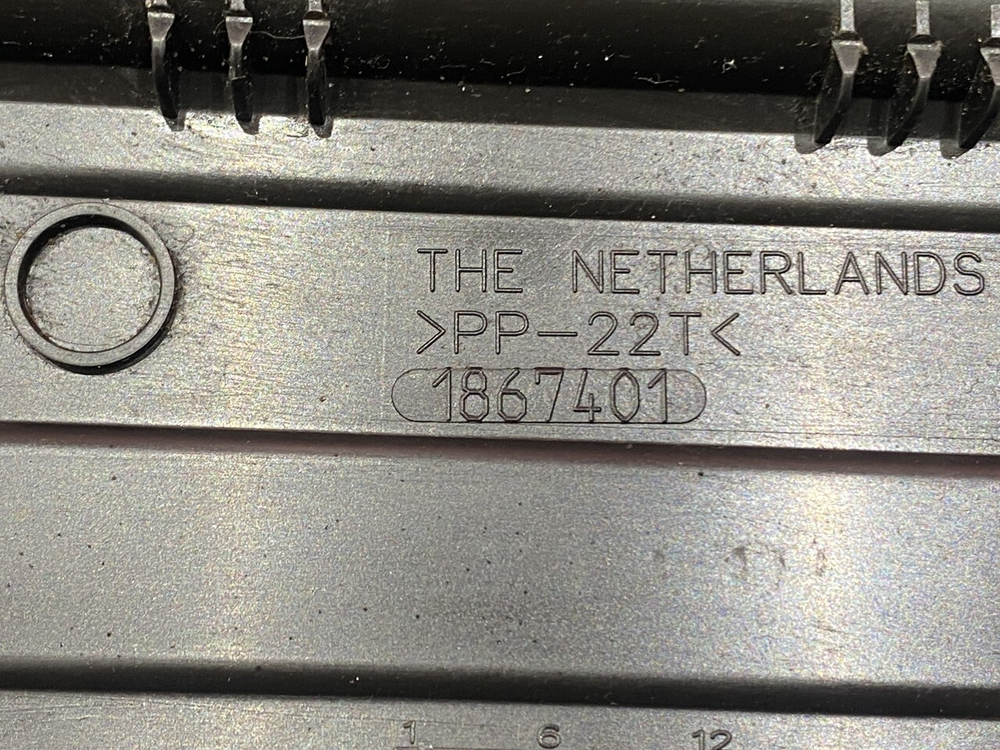 THE NETHERLANDS
>PP-22T<
1867401
1 6 12